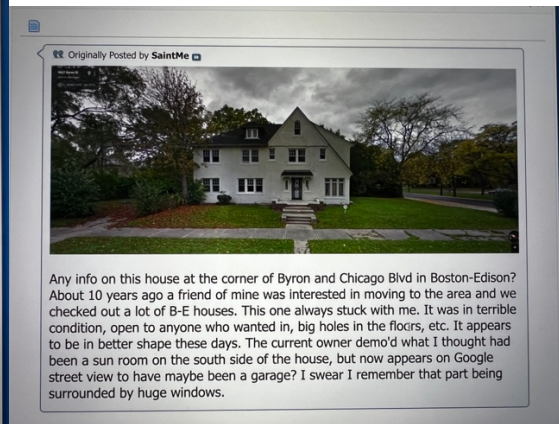 Originally Posted by SaintMe
Any info on this house at the corner of Byron and Chicago Blvd in Boston-Edison?
About 10 years ago a friend of mine was interested in moving to the area and we
checked out a lot of B-E houses. This one always stuck with me. It was in terrible
condition, open to anyone who wanted in, big holes in the floors, etc. It appears
to be in better shape these days. The current owner demo'd what I thought had
been a sun room on the south side of the house, but now appears on Google
street view to have maybe been a garage? I swear I remember that part being
surrounded by huge windows.